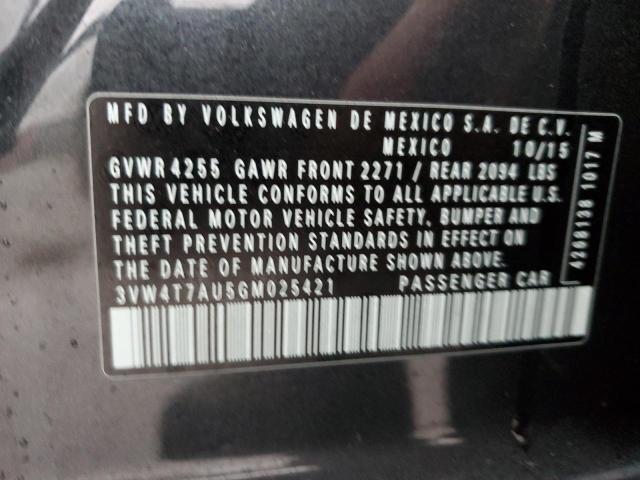 MFD BY VOLKSWAGEN DE MEXICO S.A. DE C.V.
MEXICO 10/15
GVWR 4255 GAWR FRONT 2271 / REAR 2094 LBS
THIS VEHICLE CONFORMS TO ALL APPLICABLE U.S.
FEDERAL MOTOR VEHICLE SAFETY, BUMPER AND
THEFT PREVENTION STANDARDS IN EFFECT ON
THE DATE OF MANUFACTURE SHOWN ABOVE.
3VW4T7AU5GM025421 PASSENGER CAR
4266138 1017 M